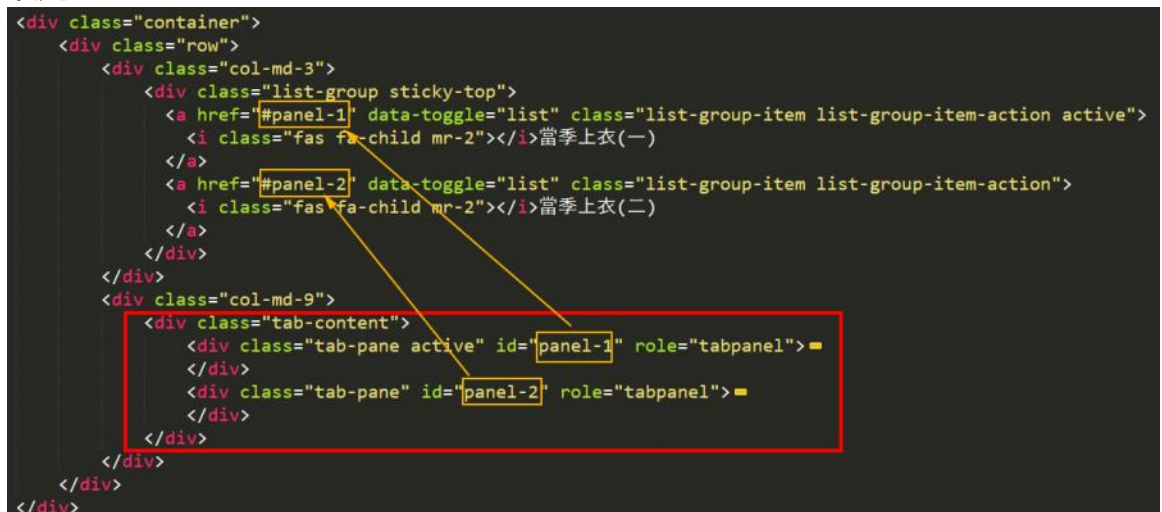 <div class="container">
<div class="row">
<div class="col-md-3">
<div class="list-group sticky-top">
<a href="#panel-1" data-toggle="list" class="list-group-item list-group-item-action active">
<i class="fas fa-child mr-2"></i>當季上衣(一)
</a>
<a href="#panel-2" data-toggle="list" class="list-group-item list-group-item-action">
<i class="fas fa-child mr-2"></i>當季上衣(二)
</a>
</div>
</div>
<div class="col-md-9">
<div class="tab-content">
<div class="tab-pane active" id="panel-1" role="tabpanel">
</div>
<div class="tab-pane" id="panel-2" role="tabpanel">
</div>
</div>
</div>
</div>
</div>